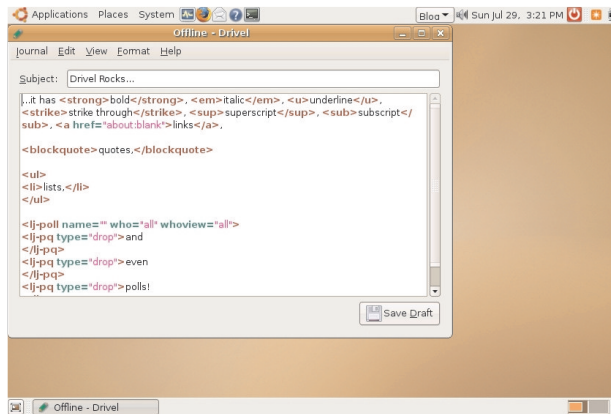 Applications Places System
Blog
Sun Jul 29, 3:21 PM
Offline - Drivel
Journal Edit View Format Help
Subject: Drivel Rocks...
...it has <strong>bold</strong>, <em>italic</em>, <u>underline</u>,
<strike>strike through</strike>, <sup>superscript</sup>, <sub>subscript</
sub>, <a href="about:blank">links</a>,
<blockquote>quotes,</blockquote>
<ul>
<li>lists,</li>
</ul>
<lj-poll name="" who="all" whoview="all">
<lj-pq type="drop">and
</lj-pq>
<lj-pq type="drop">even
</lj-pq>
<lj-pq type="drop">polls!
Save Draft
Offline - Drivel